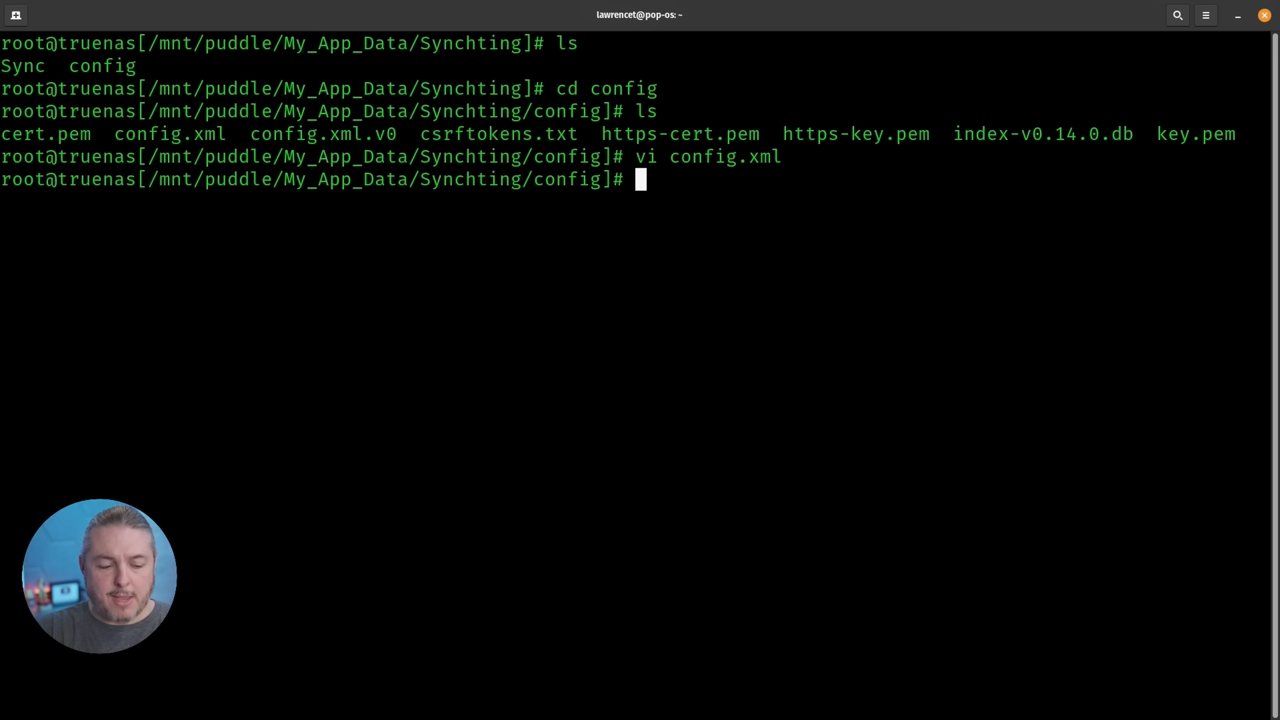 lawrencet@pop-os: ~
root@truenas[/mnt/puddle/My_App_Data/Synchting]# ls
Sync  config
root@truenas[/mnt/puddle/My_App_Data/Synchting]# cd config
root@truenas[/mnt/puddle/My_App_Data/Synchting/config]# ls
cert.pem  config.xml  config.xml.v0  csrftokens.txt  https-cert.pem  https-key.pem  index-v0.14.0.db  key.pem
root@truenas[/mnt/puddle/My_App_Data/Synchting/config]# vi config.xml
root@truenas[/mnt/puddle/My_App_Data/Synchting/config]#